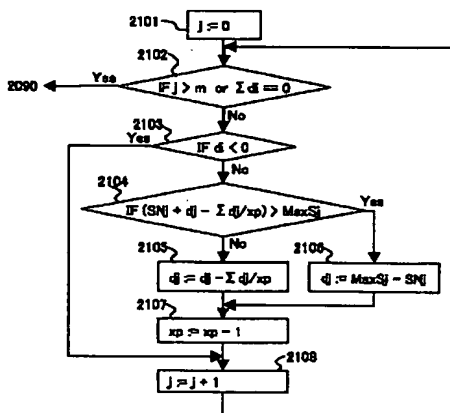 2101
j := 0
2102
Yes
2090
IF j > m or Σ di == 0
No
2103
Yes
IF di < 0
No
2104
IF (SNj + dj - Σ dj/xp) > MaxSj
Yes
No
2105
dj := dj - Σ dj/xp
2106
dj := MaxSj - SNj
2107
xp := xp - 1
2108
j := j + 1